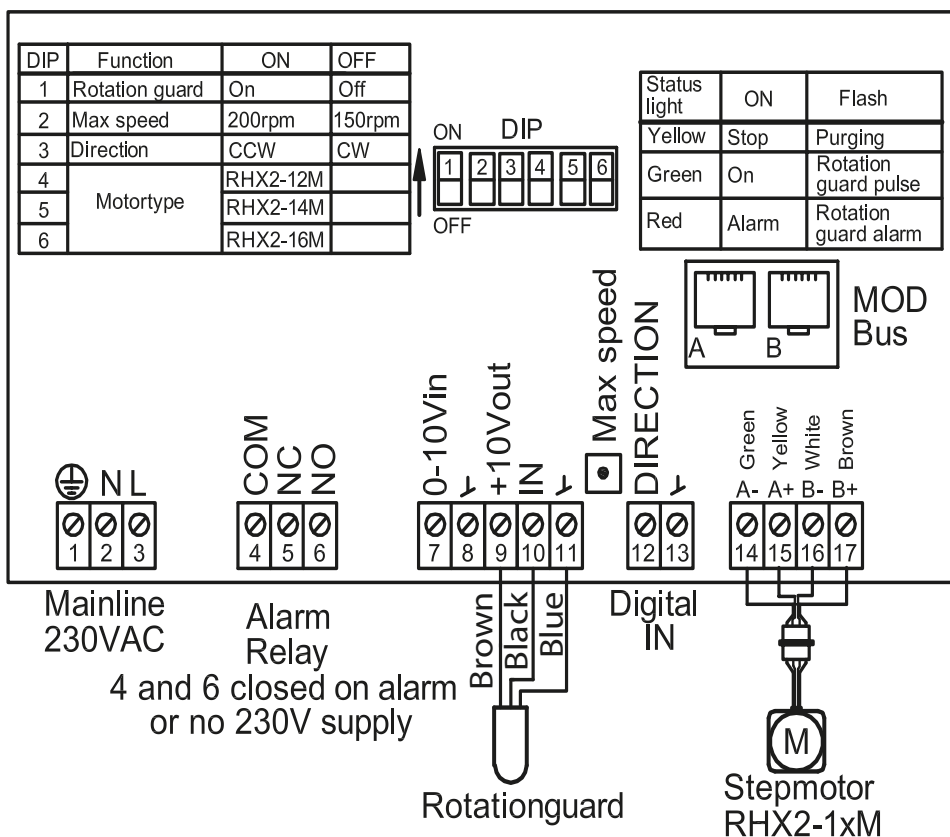 DIP Function ON OFF
1 Rotation guard On Off
2 Max speed 200rpm 150rpm
3 Direction CCW CW
4 RHX2-12M
5 Motortype RHX2-14M
6 RHX2-16M
ON DIP
1 2 3 4 5 6
OFF
Status light ON Flash
Yellow Stop Purging
Green On Rotation guard pulse
Red Alarm Rotation guard alarm
A B
MOD
Bus
N L
COM
NC
NO
0-10Vin
+10Vout
IN
Max speed
DIRECTION
Green
Yellow
White
Brown
A- A+ B- B+
1 2 3
4 5 6
7 8 9 10 11
12 13
14 15 16 17
Mainline
230VAC
Alarm
Relay
4 and 6 closed on alarm
or no 230V supply
Brown
Black
Blue
Rotationguard
Digital
IN
M
Stepmotor
RHX2-1xM